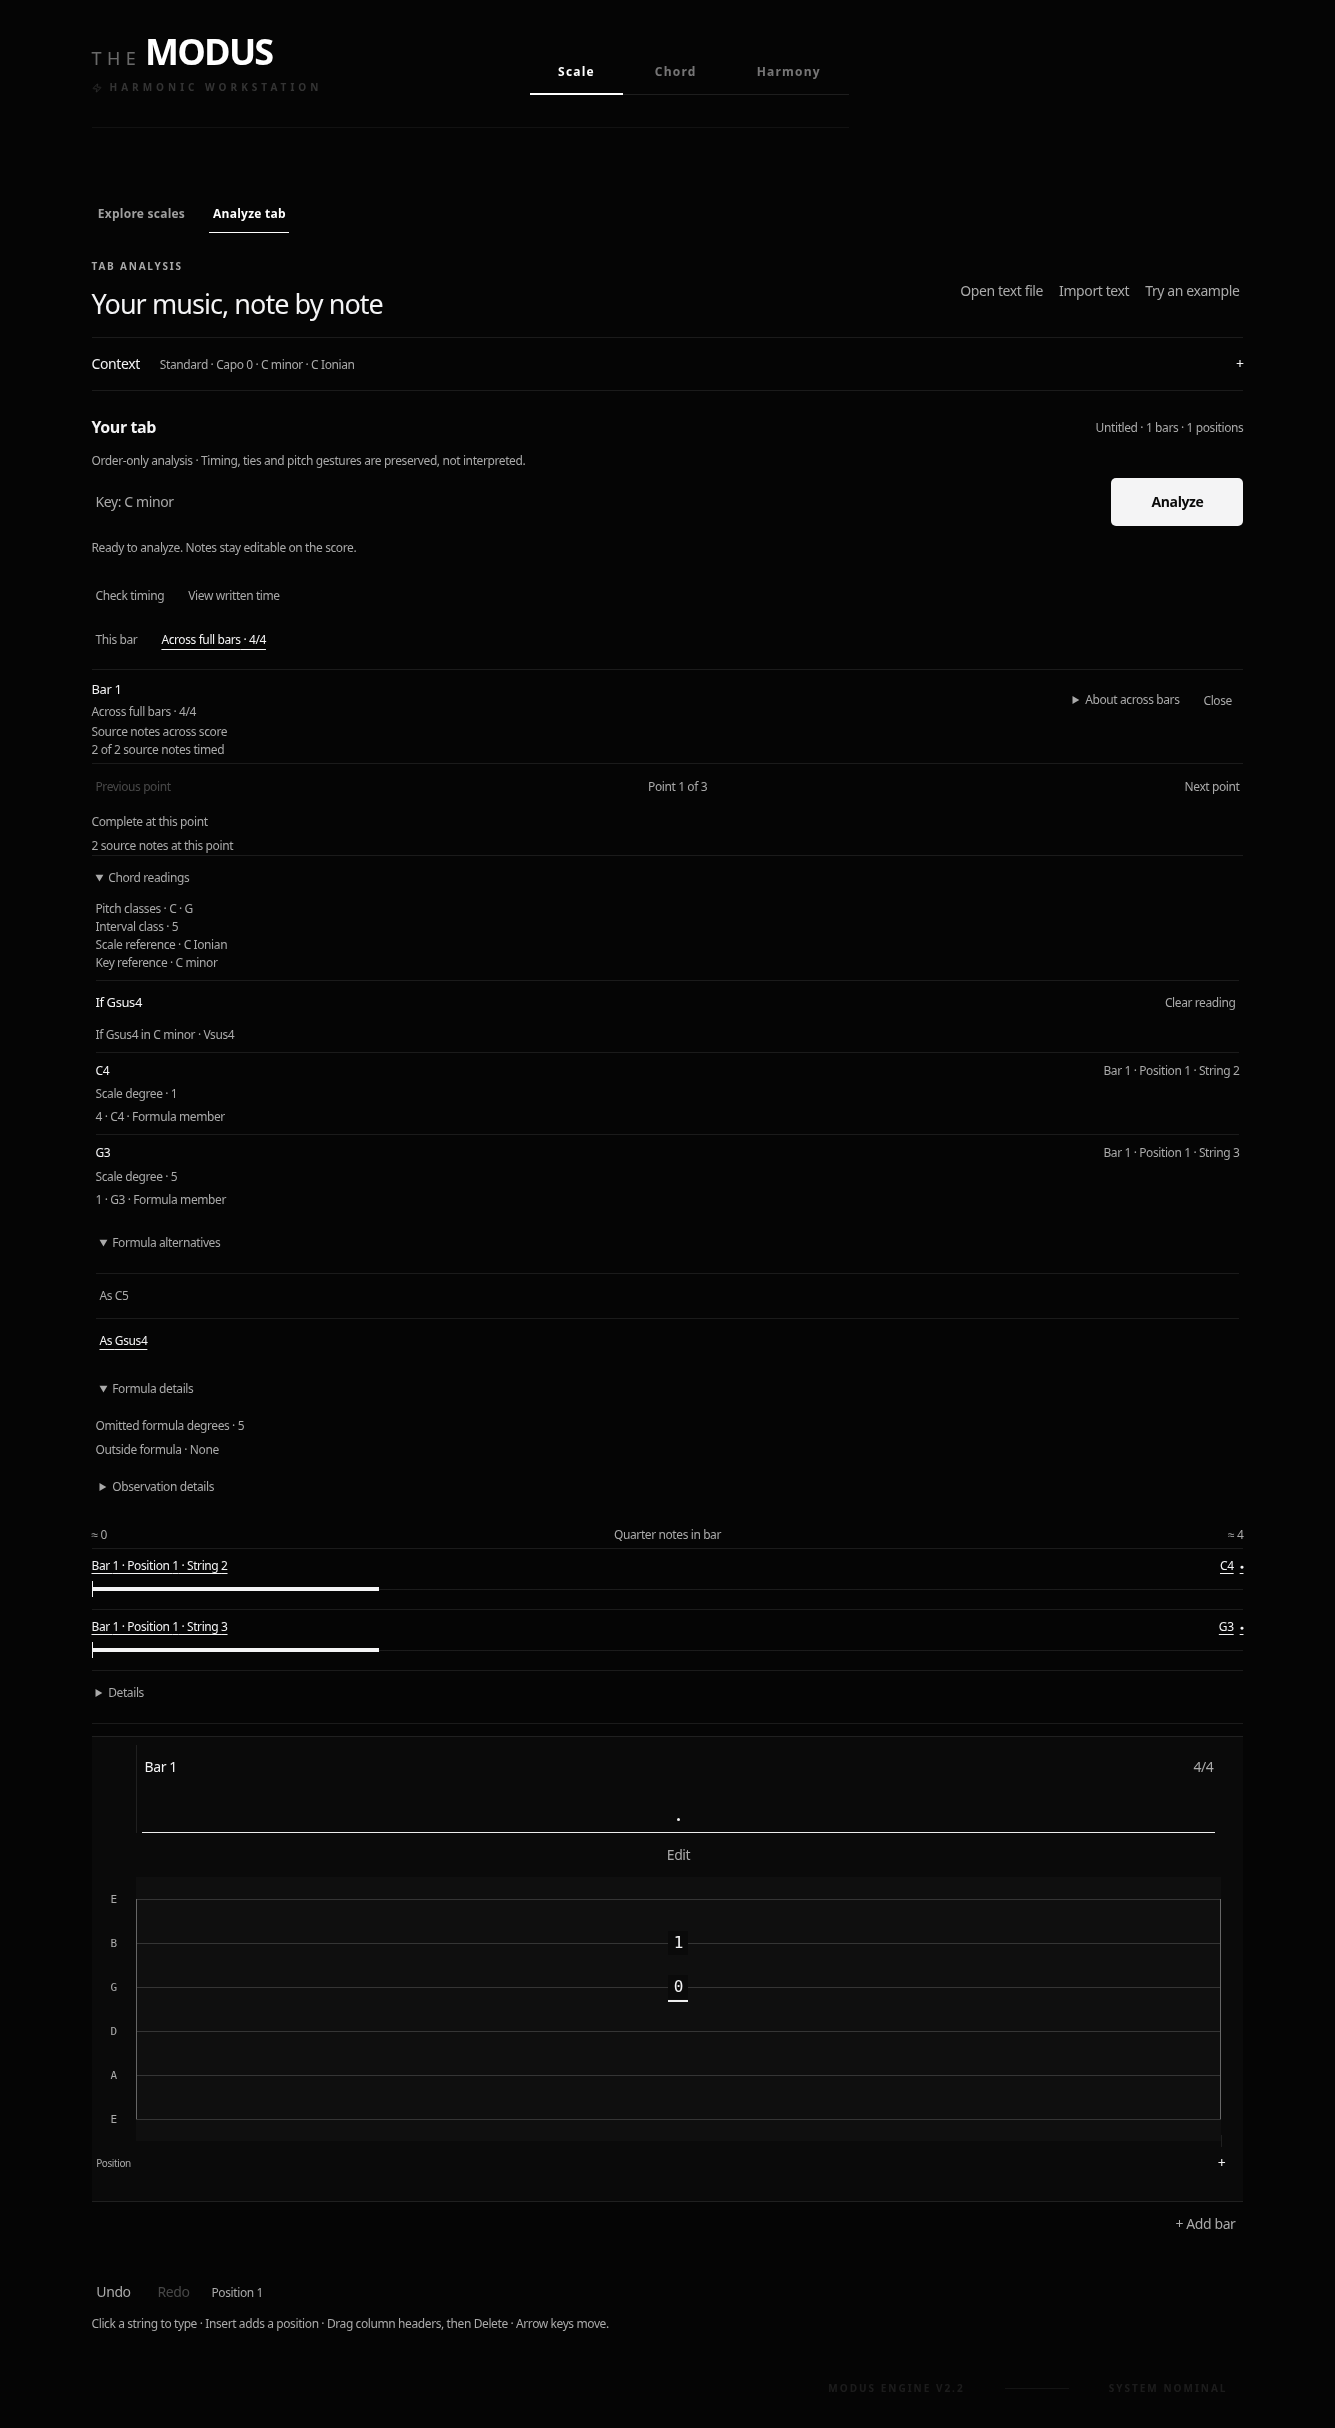 THE MODUS
HARMONIC WORKSTATION
Scale Chord Harmony
Explore scales Analyze tab
TAB ANALYSIS
Your music, note by note
Open text file Import text Try an example
Context Standard · Capo 0 · C minor · C Ionian +
Your tab Untitled · 1 bars · 1 positions
Order-only analysis · Timing, ties and pitch gestures are preserved, not interpreted.
Key: C minor Analyze
Ready to analyze. Notes stay editable on the score.
Check timing View written time
This bar Across full bars · 4/4
Bar 1
▶ About across bars Close
Across full bars · 4/4
Source notes across score
2 of 2 source notes timed
Previous point Point 1 of 3 Next point
Complete at this point
2 source notes at this point
▼ Chord readings
Pitch classes · C · G
Interval class · 5
Scale reference · C Ionian
Key reference · C minor
If Gsus4 Clear reading
If Gsus4 in C minor · Vsus4
C4 Bar 1 · Position 1 · String 2
Scale degree · 1
4 · C4 · Formula member
G3 Bar 1 · Position 1 · String 3
Scale degree · 5
1 · G3 · Formula member
▼ Formula alternatives
As C5
As Gsus4
▼ Formula details
Omitted formula degrees · 5
Outside formula · None
▶ Observation details
≈ 0 Quarter notes in bar ≈ 4
Bar 1 · Position 1 · String 2 C4 •
Bar 1 · Position 1 · String 3 G3 •
▶ Details
Bar 1 4/4
•
Edit
E
B 1
G 0
D
A
E
Position +
+ Add bar
Undo Redo Position 1
Click a string to type · Insert adds a position · Drag column headers, then Delete · Arrow keys move.
MODUS ENGINE V2.2 SYSTEM NOMINAL